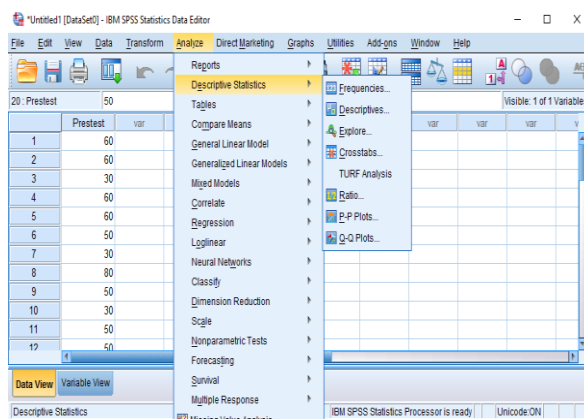 *Untitled1 [DataSet0] - IBM SPSS Statistics Data Editor
File Edit View Data Transform Analyze Direct Marketing Graphs Utilities Add-ons Window Help
20 : Prestest 50 Visible: 1 of 1 Variable
Prestest var var var var
1 60
2 60
3 30
4 60
5 60
6 50
7 30
8 80
9 50
10 30
11 50
12 50
Reports
Descriptive Statistics
Tables
Compare Means
General Linear Model
Generalized Linear Models
Mixed Models
Correlate
Regression
Loglinear
Neural Networks
Classify
Dimension Reduction
Scale
Nonparametric Tests
Forecasting
Survival
Multiple Response
Missing Value Analysis
Frequencies...
Descriptives...
Explore...
Crosstabs...
TURF Analysis
Ratio...
P-P Plots...
Q-Q Plots...
Data View Variable View
Descriptive Statistics IBM SPSS Statistics Processor is ready Unicode:ON